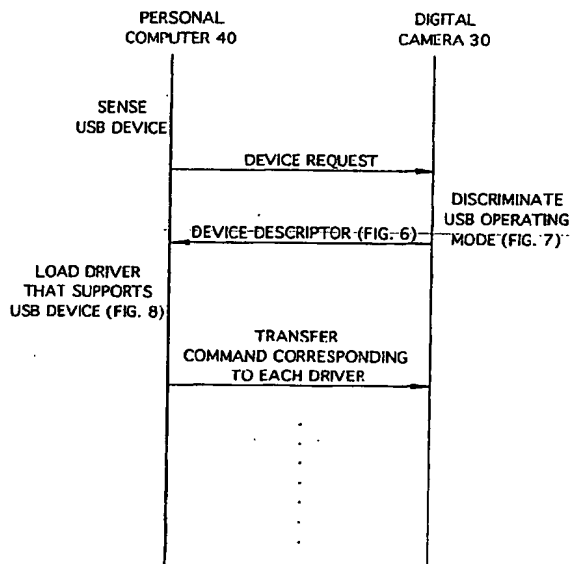 PERSONAL
COMPUTER 40
DIGITAL
CAMERA 30
SENSE
USB DEVICE
DEVICE REQUEST
DISCRIMINATE
USB OPERATING
MODE (FIG. 7)
DEVICE DESCRIPTOR (FIG. 6)
LOAD DRIVER
THAT SUPPORTS
USB DEVICE (FIG. 8)
TRANSFER
COMMAND CORRESPONDING
TO EACH DRIVER